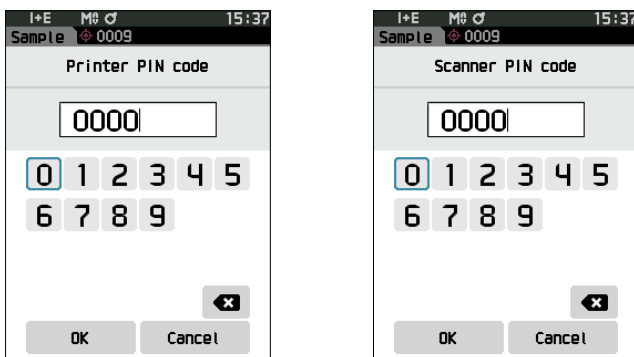 I+E M0 15:37
Sample 0009
Printer PIN code
0000
0 1 2 3 4 5
6 7 8 9
OK Cancel
I+E M0 15:37
Sample 0009
Scanner PIN code
0000
0 1 2 3 4 5
6 7 8 9
OK Cancel